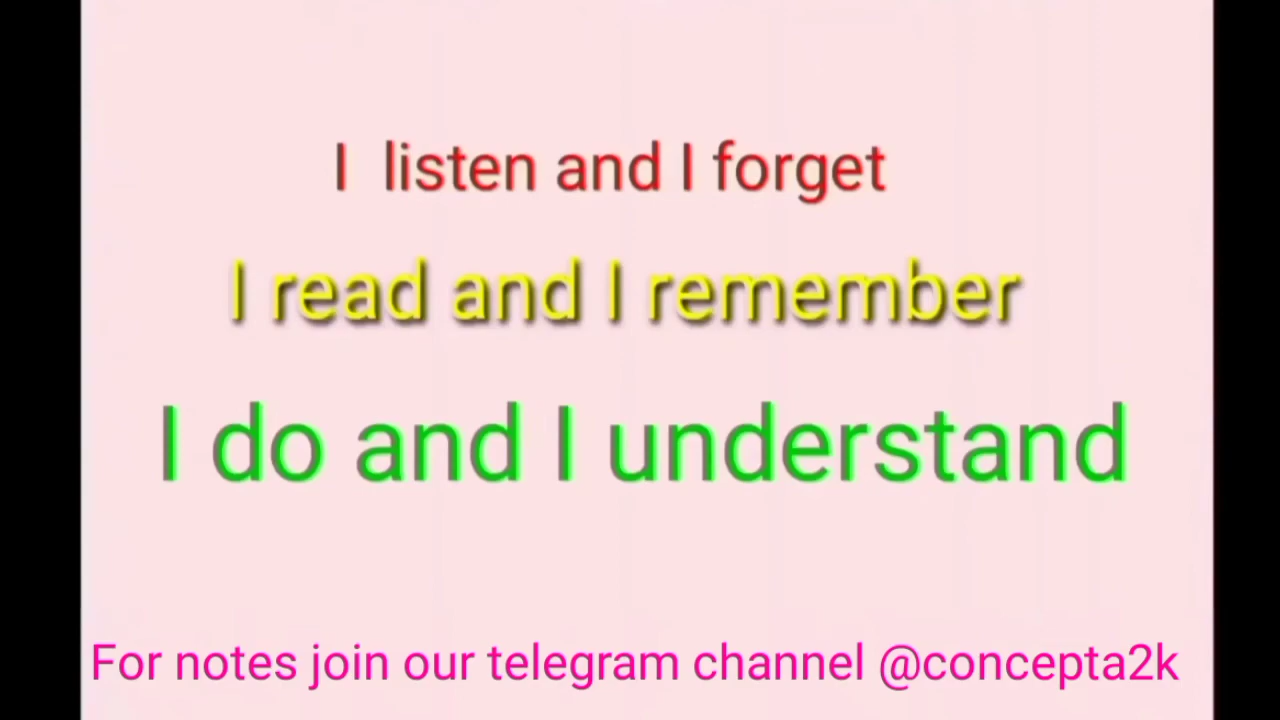 I listen and I forget
I read and I remember
I do and I understand
For notes join our telegram channel @concepta2k